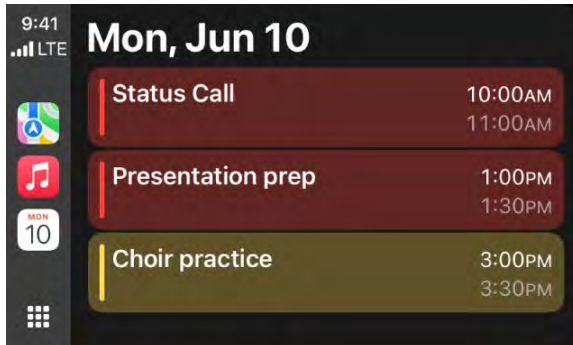 9:41
LTE
Mon, Jun 10
Status Call 10:00AM
11:00AM
Presentation prep 1:00PM
1:30PM
MON
10
Choir practice 3:00PM
3:30PM